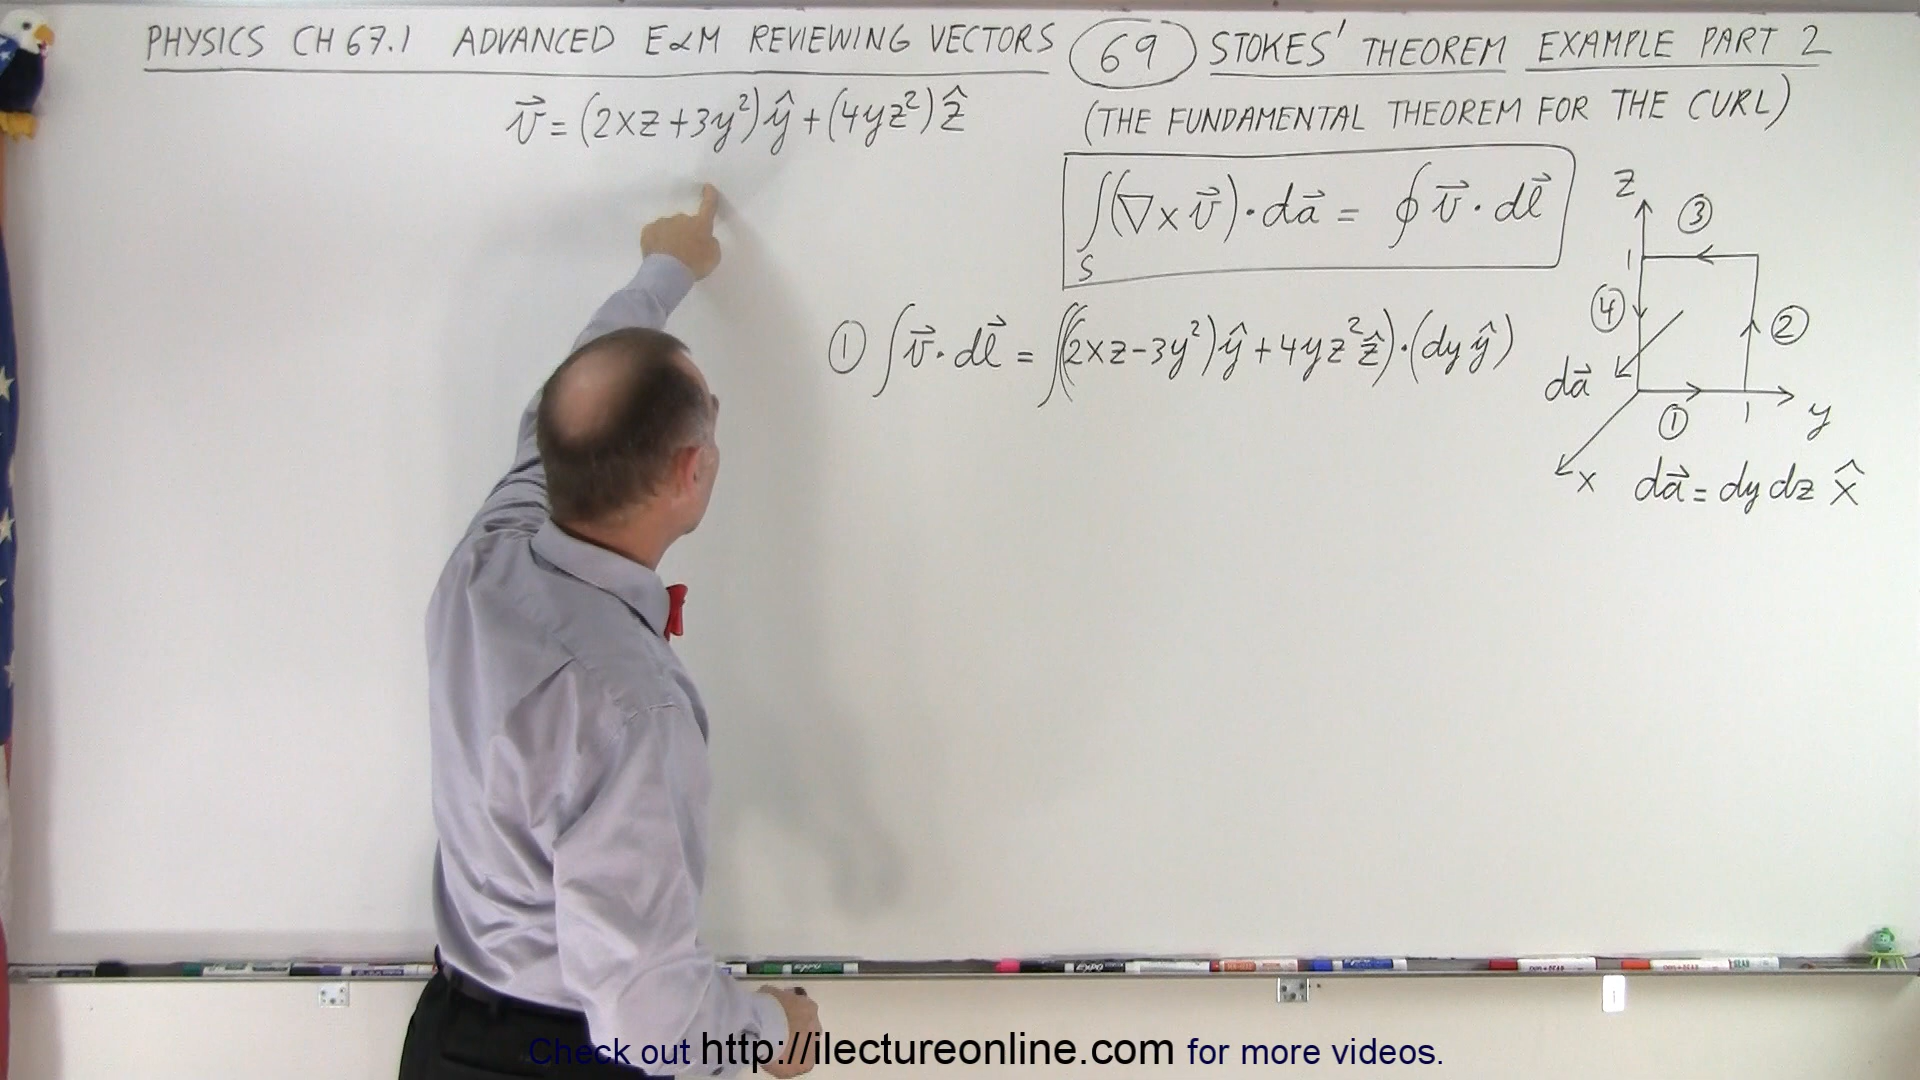 PHYSICS CH 67.1 ADVANCED E&M REVIEWING VECTORS 69 STOKES' THEOREM EXAMPLE PART 2
v⃗ = (2xz + 3y²) ŷ + (4yz²) ẑ
(THE FUNDAMENTAL THEOREM FOR THE CURL)
∫(∇ x v⃗) · da⃗ = ∮ v⃗ · dl⃗
S
① ∫ v⃗ · dl⃗ = ∫((2xz - 3y²) ŷ + 4yz² ẑ) · (dy ŷ)
z
③
1
④
②
da⃗
①
1
y
x
da⃗ = dy dz x̂
EXPO
Check out http://ilectureonline.com for more videos.